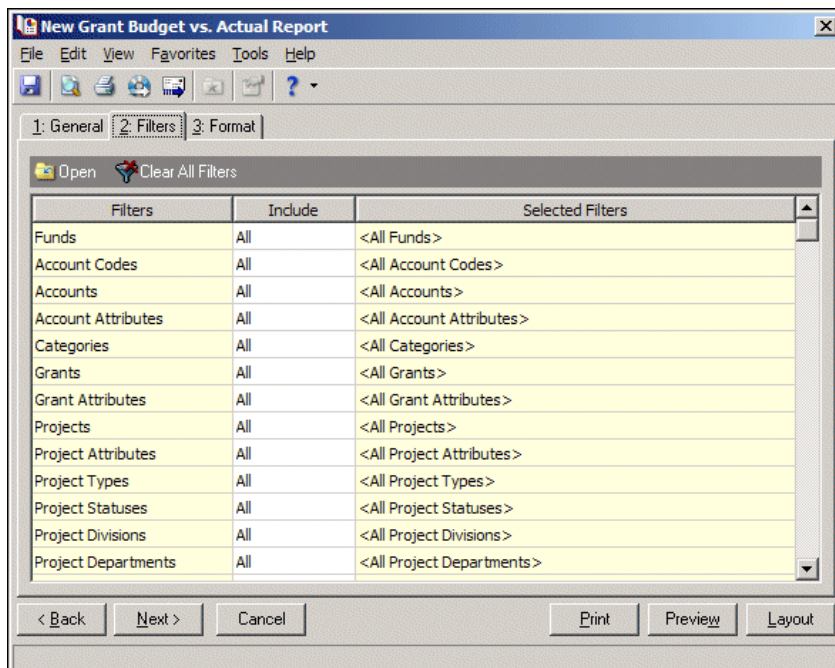 New Grant Budget vs. Actual Report
File Edit View Favorites Tools Help
1: General 2: Filters 3: Format
Open Clear All Filters
Filters Include Selected Filters
Funds All <All Funds>
Account Codes All <All Account Codes>
Accounts All <All Accounts>
Account Attributes All <All Account Attributes>
Categories All <All Categories>
Grants All <All Grants>
Grant Attributes All <All Grant Attributes>
Projects All <All Projects>
Project Attributes All <All Project Attributes>
Project Types All <All Project Types>
Project Statuses All <All Project Statuses>
Project Divisions All <All Project Divisions>
Project Departments All <All Project Departments>
< Back Next > Cancel Print Preview Layout